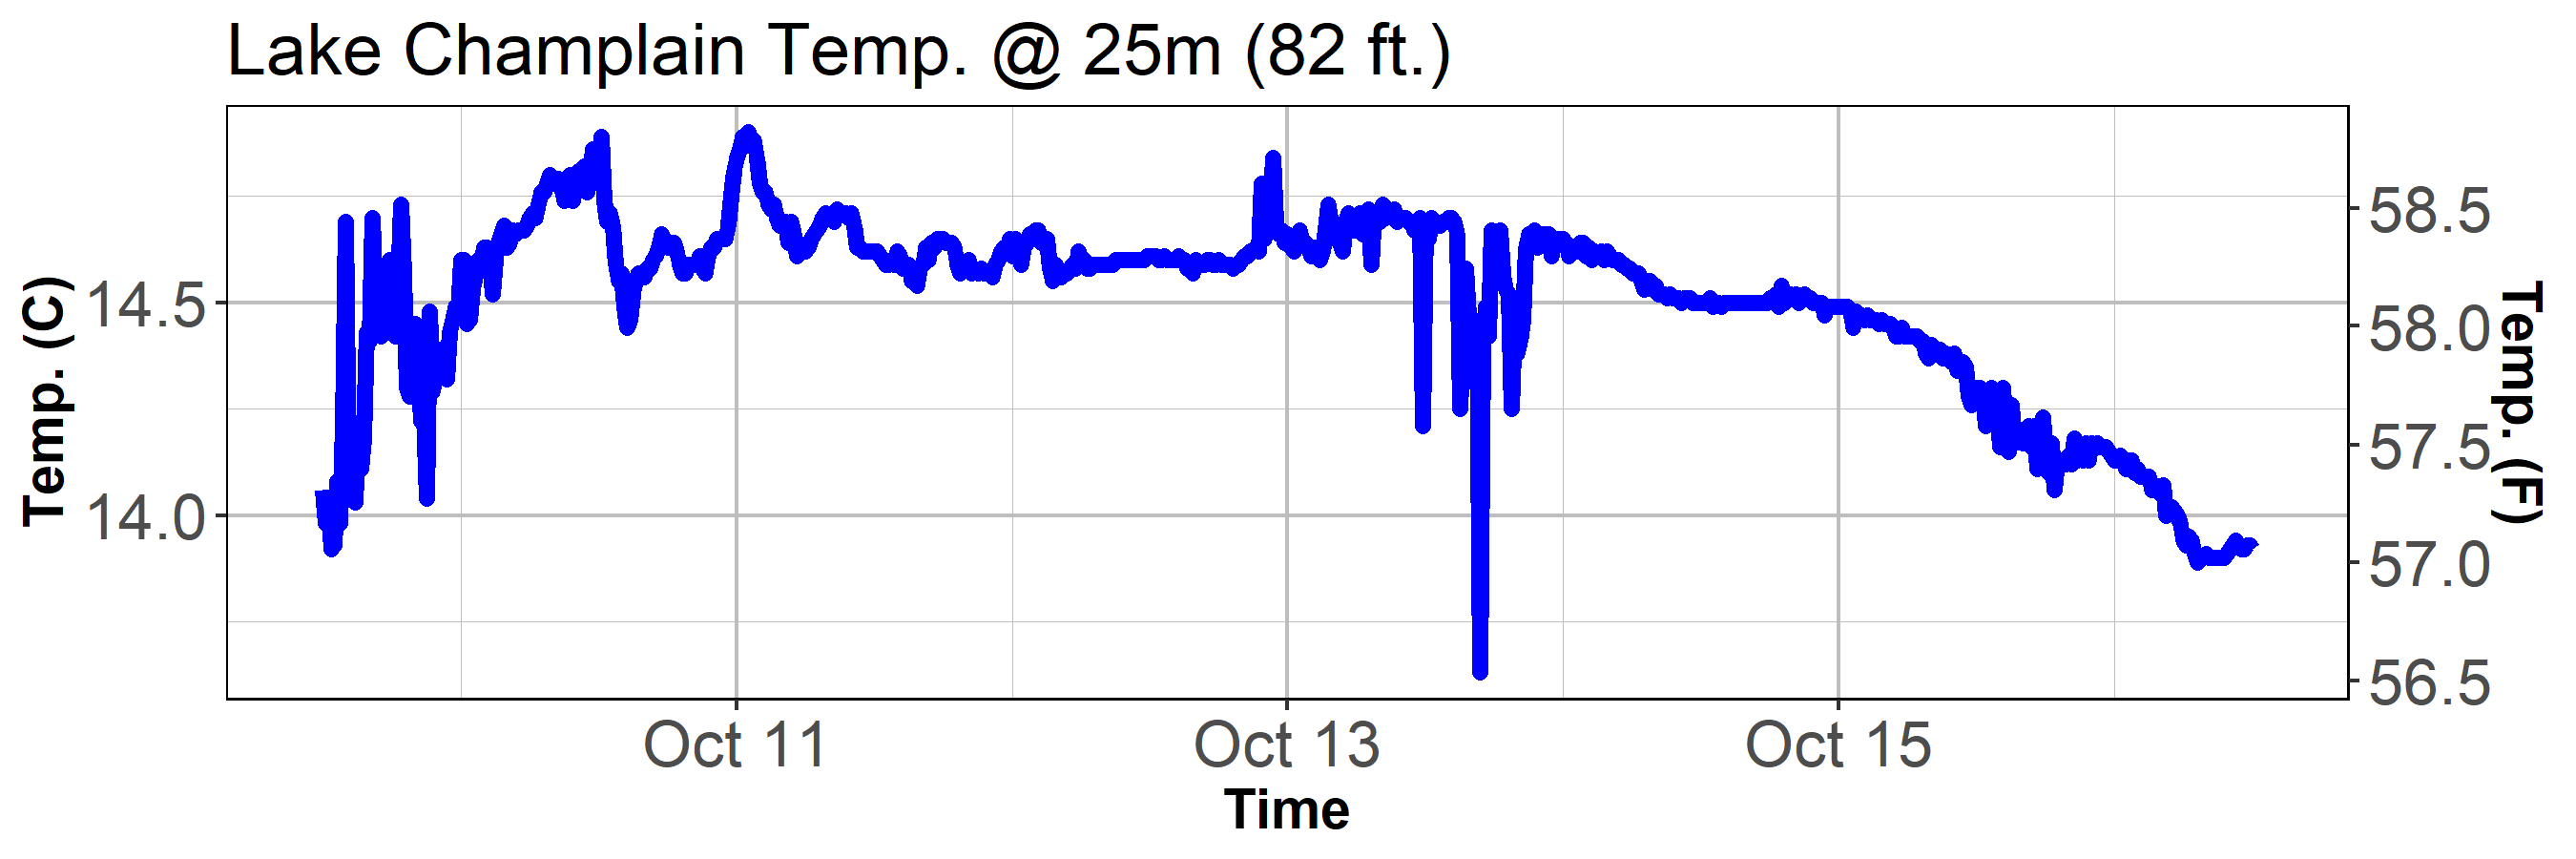 Lake Champlain Temp. @ 25m (82 ft.)
Temp. (C)
14.5
14.0
58.5
58.0
57.5
57.0
56.5
Temp. (F)
Oct 11 Oct 13 Oct 15
Time